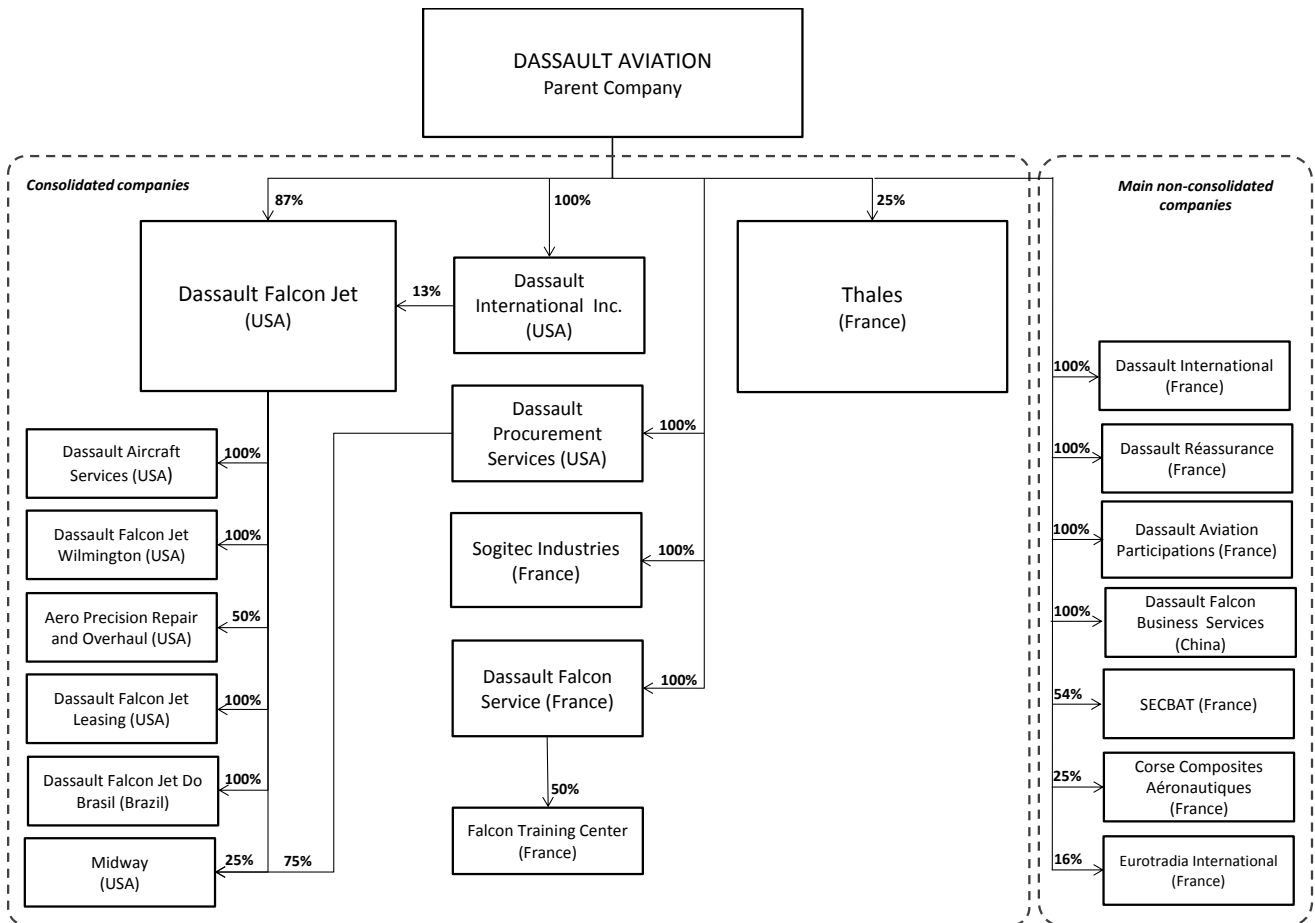 DASSAULT AVIATION
Parent Company
Consolidated companies
Main non-consolidated
companies
87%
100%
25%
Dassault Falcon Jet
(USA)
13%
Dassault
International Inc.
(USA)
Thales
(France)
Dassault
Procurement
Services (USA)
100%
Sogitec Industries
(France)
100%
Dassault Falcon
Service (France)
100%
50%
Falcon Training Center
(France)
Dassault Aircraft
Services (USA)
100%
Dassault Falcon Jet
Wilmington (USA)
100%
Aero Precision Repair
and Overhaul (USA)
50%
Dassault Falcon Jet
Leasing (USA)
100%
Dassault Falcon Jet Do
Brasil (Brazil)
100%
Midway
(USA)
25%
75%
100%
Dassault International
(France)
100%
Dassault Réassurance
(France)
100%
Dassault Aviation
Participations (France)
100%
Dassault Falcon
Business Services
(China)
54%
SECBAT (France)
25%
Corse Composites
Aéronautiques
(France)
16%
Eurotradia International
(France)